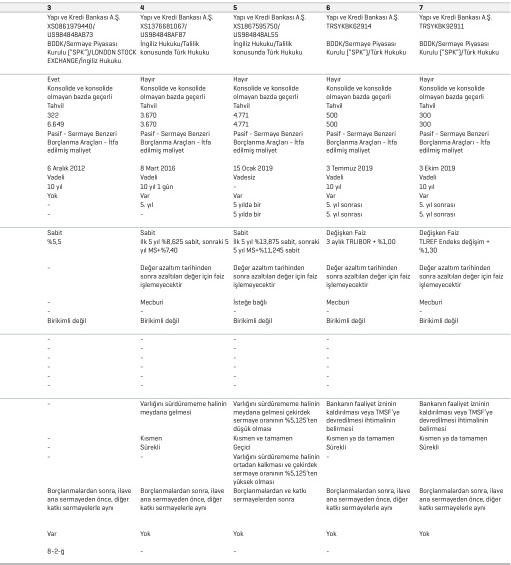 3 4 5 6 7
Yapı ve Kredi Bankası A.Ş. Yapı ve Kredi Bankası A.Ş. Yapı ve Kredi Bankası A.Ş. Yapı ve Kredi Bankası A.Ş. Yapı ve Kredi Bankası A.Ş.
XS0861979440/ XS1376681067/ XS1867595750/ TRSYKBK62914 TRSYKBK92911
US984848AB73 US984848AF87 US984848AL55
BDDK/Sermaye Piyasası İngiliz Hukuku/Talilik İngiliz Hukuku/Talilik BDDK/Sermaye Piyasası BDDK/Sermaye Piyasası
Kurulu ("SPK")/LONDON STOCK konusunda Türk Hukuku konusunda Türk Hukuku Kurulu ("SPK")/Türk Hukuku Kurulu ("SPK")/Türk Hukuku
EXCHANGE/İngiliz Hukuku
Evet Hayır Hayır Hayır Hayır
Konsolide ve konsolide Konsolide ve konsolide Konsolide ve konsolide Konsolide ve konsolide Konsolide ve konsolide
olmayan bazda geçerli olmayan bazda geçerli olmayan bazda geçerli olmayan bazda geçerli olmayan bazda geçerli
Tahvil Tahvil Tahvil Tahvil Tahvil
322 3.670 4.771 500 300
6.649 3.670 4.771 500 300
Pasif - Sermaye Benzeri Pasif - Sermaye Benzeri Pasif - Sermaye Benzeri Pasif - Sermaye Benzeri Pasif - Sermaye Benzeri
Borçlanma Araçları - İtfa Borçlanma Araçları - İtfa Borçlanma Araçları - İtfa Borçlanma Araçları - İtfa Borçlanma Araçları - İtfa
edilmiş maliyet edilmiş maliyet edilmiş maliyet edilmiş maliyet edilmiş maliyet
6 Aralık 2012 8 Mart 2016 15 Ocak 2019 3 Temmuz 2019 3 Ekim 2019
Vadeli Vadeli Vadesiz Vadeli Vadeli
10 yıl 10 yıl 1 gün - 10 yıl 10 yıl
Yok Var Var Var Var
- 5. yıl 5 yılda bir 5. yıl sonrası 5. yıl sonrası
- - 5 yılda bir 5. yıl sonrası 5. yıl sonrası
Sabit Sabit Sabit Değişken Faiz Değişken Faiz
%5,5 İlk 5 yıl %8,625 sabit, sonraki 5 İlk 5 yıl %13,875 sabit, sonraki 3 aylık TRLIBOR + %1,00 TLREF Endeks değişim +
yıl MS+%7,40 5 yıl MS+%11,245 sabit %1,30
- Değer azaltım tarihinden Değer azaltım tarihinden Değer azaltım tarihinden Değer azaltım tarihinden
sonra azaltılan değer için faiz sonra azaltılan değer için faiz sonra azaltılan değer için faiz sonra azaltılan değer için faiz
işlemeyecektir işlemeyecektir işlemeyecektir işlemeyecektir
- Mecburi İsteğe bağlı Mecburi Mecburi
- - - - -
Birikimli değil Birikimli değil Birikimli değil Birikimli değil Birikimli değil
- - - -
- - - -
- - - -
- - - -
- - - -
- - - -
- Varlığını sürdürememe halinin Varlığını sürdürememe halinin Bankanın faaliyet izninin Bankanın faaliyet izninin
meydana gelmesi meydana gelmesi çekirdek kaldırılması veya TMSF'ye kaldırılması veya TMSF'ye
sermaye oranının %5,125'ten devredilmesi ihtimalinin devredilmesi ihtimalinin
düşük olması belirmesi belirmesi
- Kısmen Kısmen ve tamamen Kısmen ya da tamamen Kısmen ya da tamamen
- Sürekli Geçici Sürekli Sürekli
- - Varlığını sürdürememe halinin -
ortadan kalkması ve çekirdek
sermaye oranının %5,125'ten
yüksek olması
Borçlanmalardan sonra, ilave Borçlanmalardan sonra, ilave Borçlanmalardan ve katkı Borçlanmalardan sonra, ilave Borçlanmalardan sonra, ilave
ana sermayeden önce, diğer ana sermayeden önce, diğer sermayelerden sonra ana sermayeden önce, diğer ana sermayeden önce, diğer
katkı sermayelerle aynı katkı sermayelerle aynı katkı sermayelerle aynı katkı sermayelerle aynı
Var Yok Yok Yok Yok
8-2-g - - -